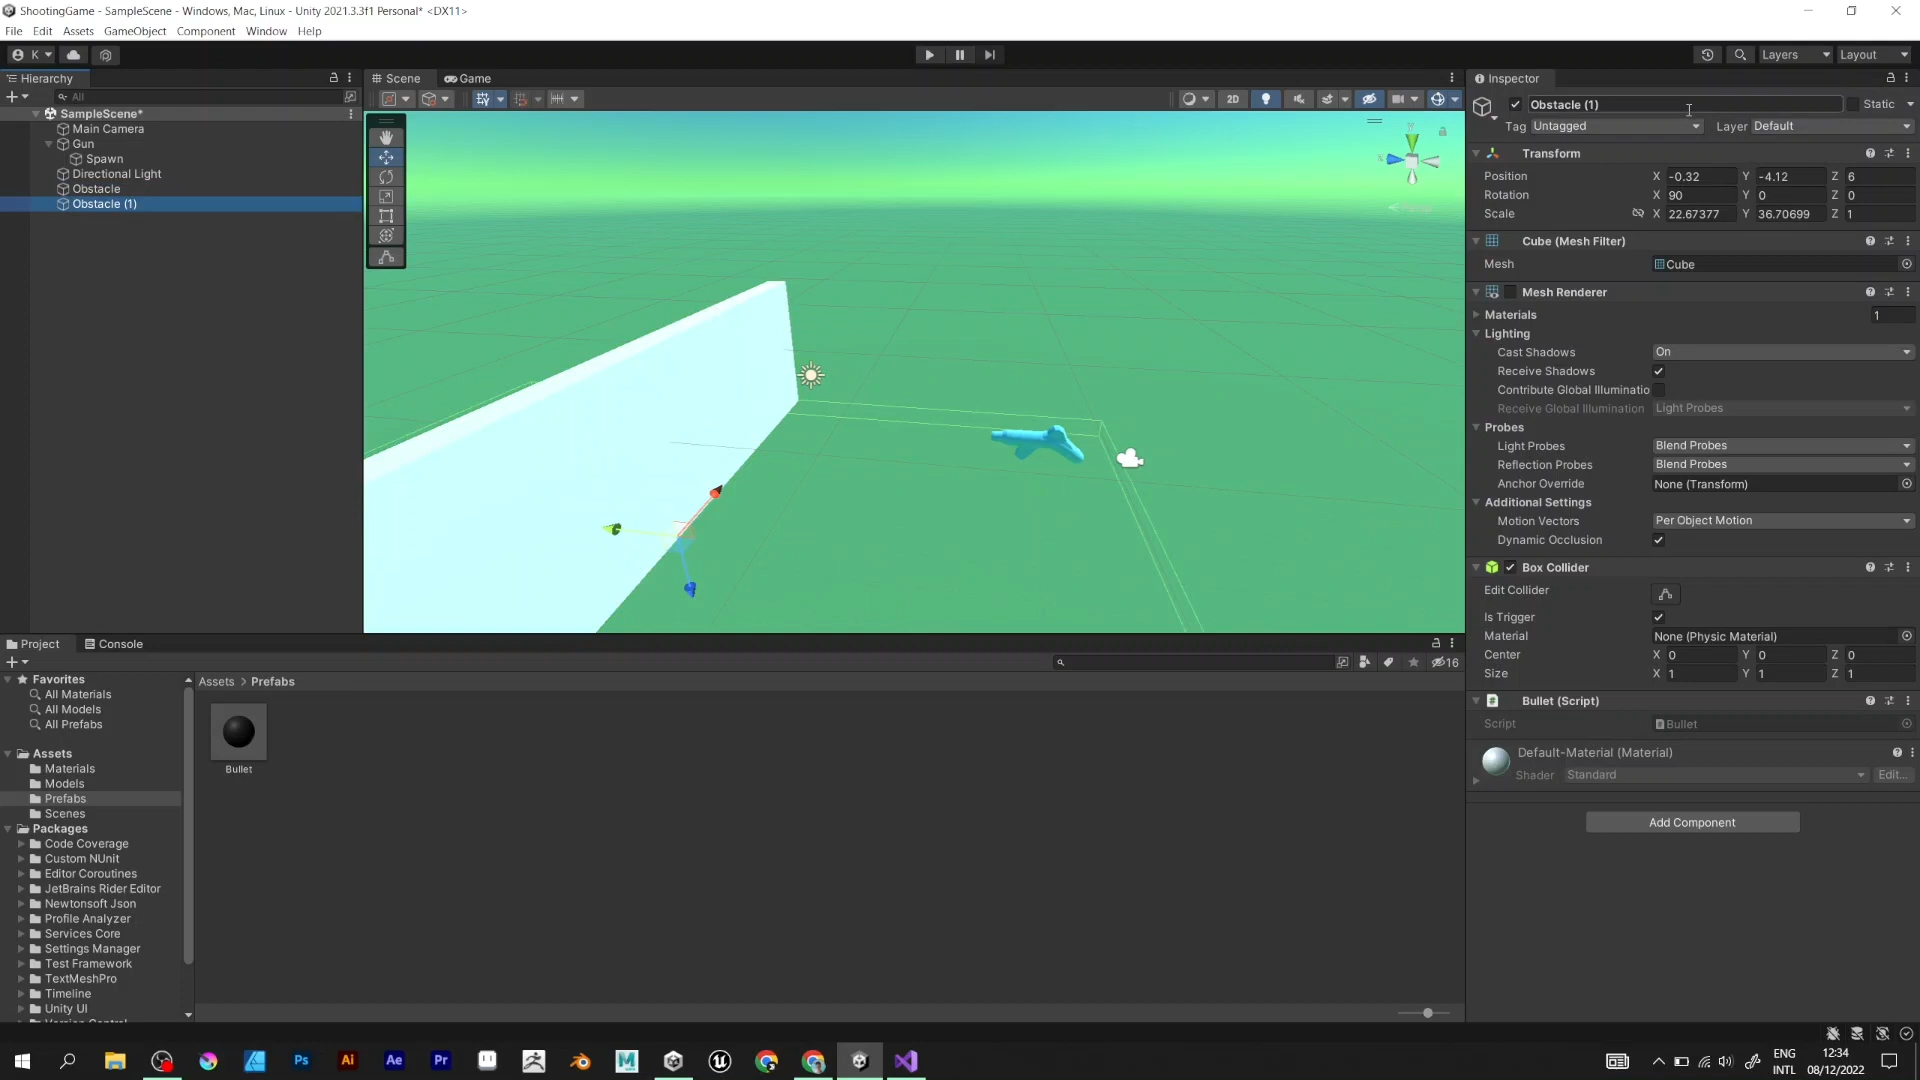 ShootingGame - SampleScene - Windows, Mac, Linux - Unity 2021.3.3f1 Personal* <DX11>
File Edit Assets GameObject Component Window Help
K Layers Layout
Hierarchy
All
SampleScene*
Main Camera
Gun
Spawn
Directional Light
Obstacle
Obstacle (1)
Scene Game
2D
Inspector
Obstacle (1) Static
Tag Untagged Layer Default
Transform
Position X -0.32 Y -4.12 Z 6
Rotation X 90 Y 0 Z 0
Scale X 22.67377 Y 36.70699 Z 1
Cube (Mesh Filter)
Mesh Cube
Mesh Renderer
Materials 1
Lighting
Cast Shadows On
Receive Shadows
Contribute Global Illuminatio
Receive Global Illumination Light Probes
Probes
Light Probes Blend Probes
Reflection Probes Blend Probes
Anchor Override None (Transform)
Additional Settings
Motion Vectors Per Object Motion
Dynamic Occlusion
Box Collider
Edit Collider
Is Trigger
Material None (Physic Material)
Center X 0 Y 0 Z 0
Size X 1 Y 1 Z 1
Bullet (Script)
Script Bullet
Default-Material (Material)
Shader Standard Edit...
Add Component
Project Console
16
Favorites
All Materials
All Models
All Prefabs
Assets
Materials
Models
Prefabs
Scenes
Packages
Code Coverage
Custom NUnit
Editor Coroutines
JetBrains Rider Editor
Newtonsoft Json
Profile Analyzer
Services Core
Settings Manager
Test Framework
TextMeshPro
Timeline
Unity UI
Assets > Prefabs
Bullet
Ps Ai Ae Pr M
ENG
INTL
12:34
08/12/2022